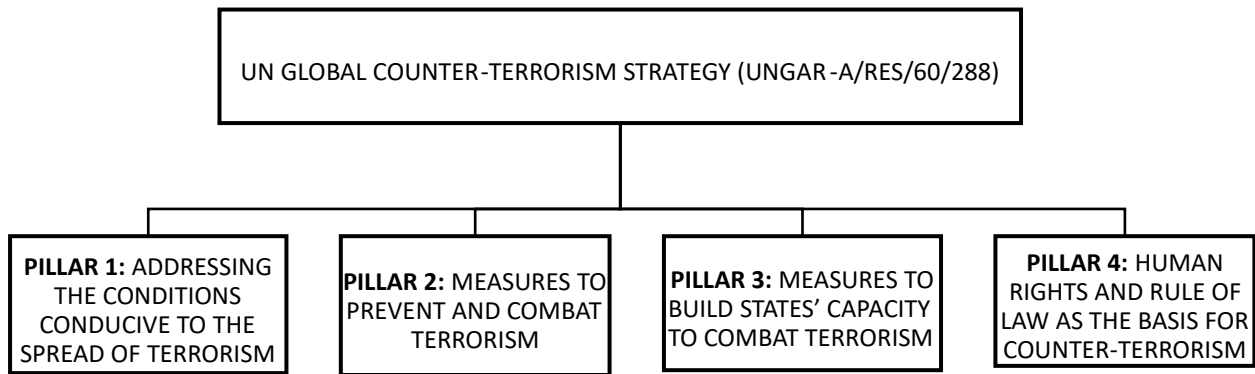 UN GLOBAL COUNTER-TERRORISM STRATEGY (UNGAR-A/RES/60/288)
PILLAR 1: ADDRESSING
THE CONDITIONS
CONDUCIVE TO THE
SPREAD OF TERRORISM
PILLAR 2: MEASURES TO
PREVENT AND COMBAT
TERRORISM
PILLAR 3: MEASURES TO
BUILD STATES’ CAPACITY
TO COMBAT TERRORISM
PILLAR 4: HUMAN
RIGHTS AND RULE OF
LAW AS THE BASIS FOR
COUNTER-TERRORISM